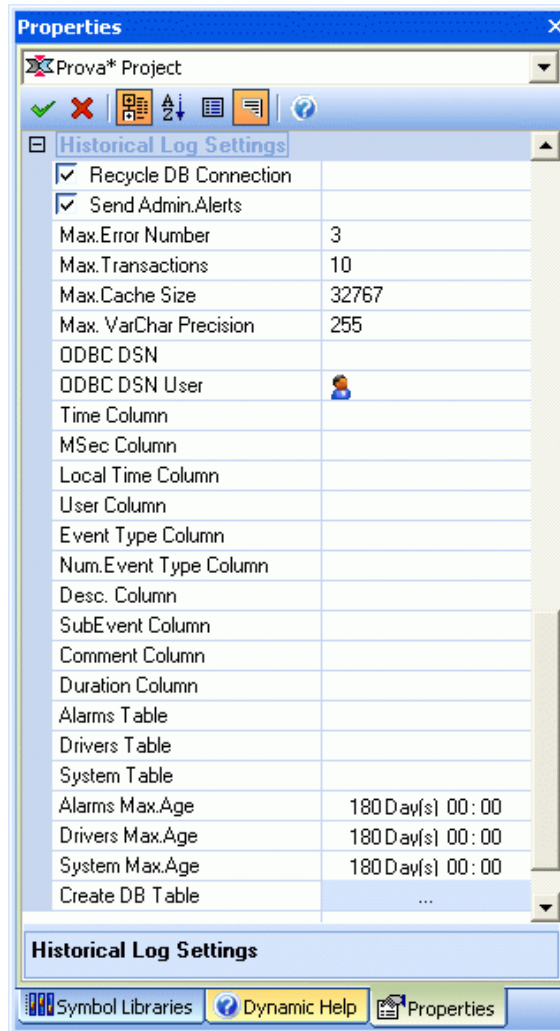 Properties
Prova* Project
Historical Log Settings
Recycle DB Connection
Send Admin.Alerts
Max.Error Number 3
Max.Transactions 10
Max.Cache Size 32767
Max. VarChar Precision 255
ODBC DSN
ODBC DSN User
Time Column
MSec Column
Local Time Column
User Column
Event Type Column
Num.Event Type Column
Desc. Column
SubEvent Column
Comment Column
Duration Column
Alarms Table
Drivers Table
System Table
Alarms Max.Age 180 Day(s) 00:00
Drivers Max.Age 180 Day(s) 00:00
System Max.Age 180 Day(s) 00:00
Create DB Table ...
Historical Log Settings
Symbol Libraries Dynamic Help Properties